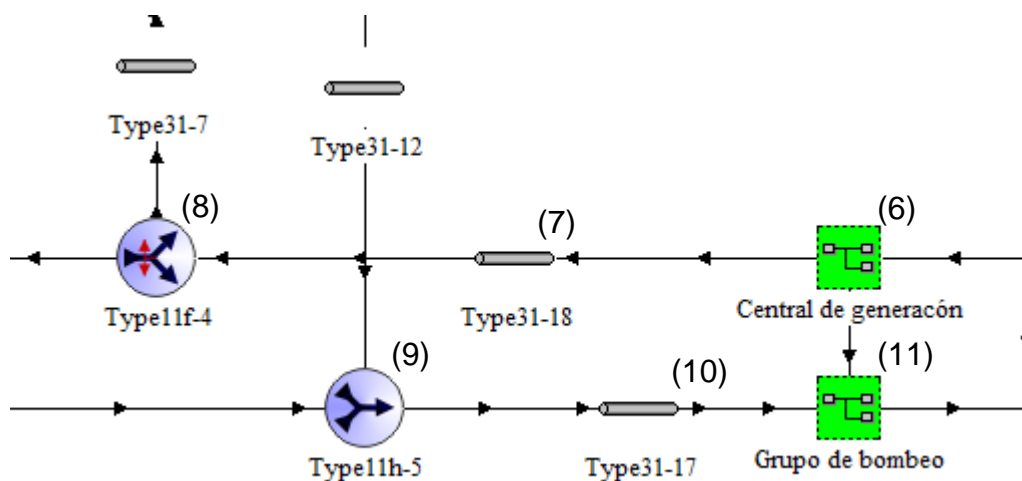 Type31-7
Type31-12
(8)
(7)
(6)
Type11f-4
Type31-18
Central de generacón
(9)
(10)
(11)
Type11h-5
Type31-17
Grupo de bombeo